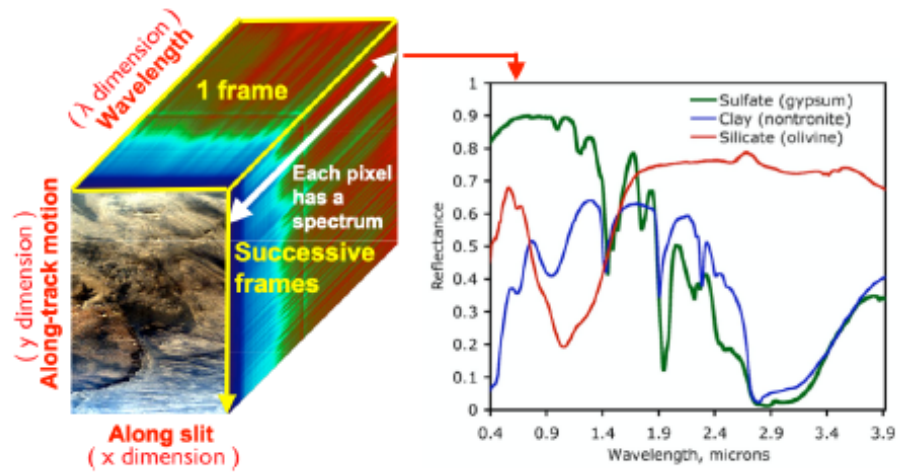 ( λ dimension)
Wavelength
1 frame
Each pixel
has a
spectrum
Successive
frames
( y dimension)
Along-track motion
Along slit
( x dimension)
Sulfate (gypsum)
Clay (nontronite)
Silicate (olivine)
Reflectance
1
0.9
0.8
0.7
0.6
0.5
0.4
0.3
0.2
0.1
0
0.4 0.9 1.4 1.9 2.4 2.9 3.4 3.9
Wavelength, microns